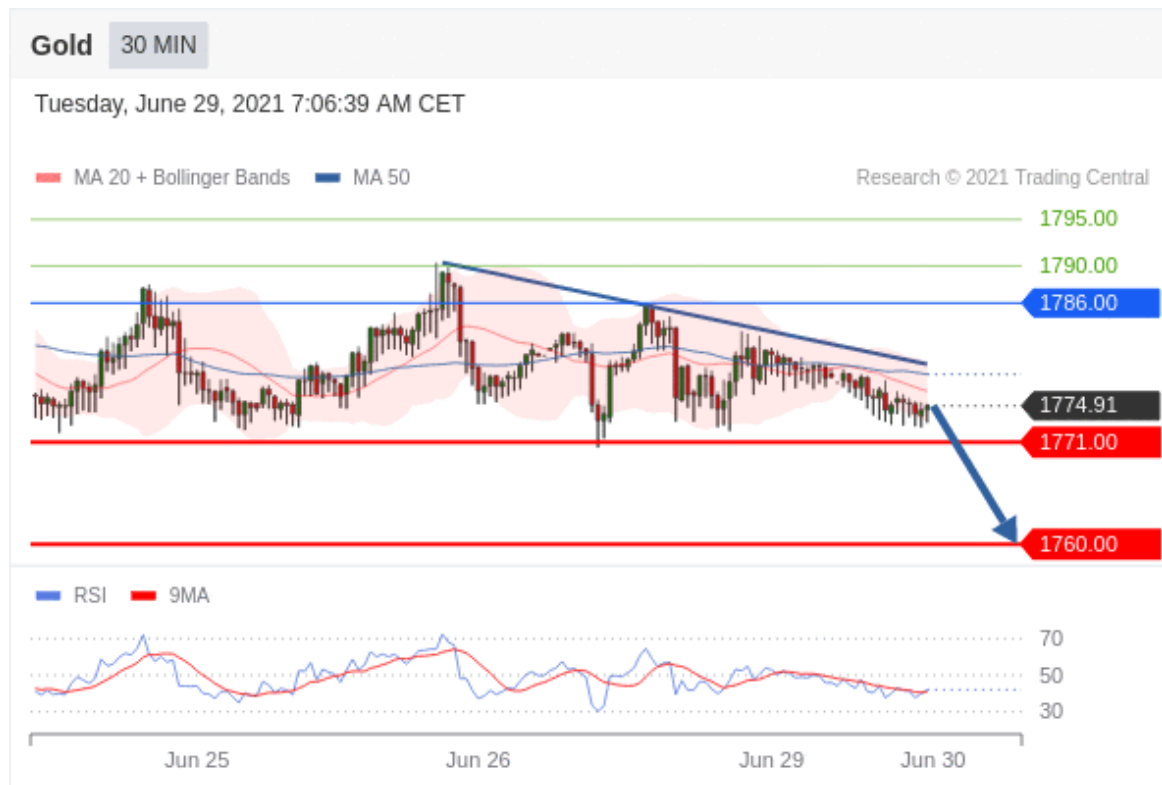 Gold 30 MIN
Tuesday, June 29, 2021 7:06:39 AM CET
MA 20 + Bollinger Bands MA 50 Research © 2021 Trading Central
1795.00
1790.00
1786.00
1774.91
1771.00
1760.00
RSI 9MA
70
50
30
Jun 25 Jun 26 Jun 29 Jun 30